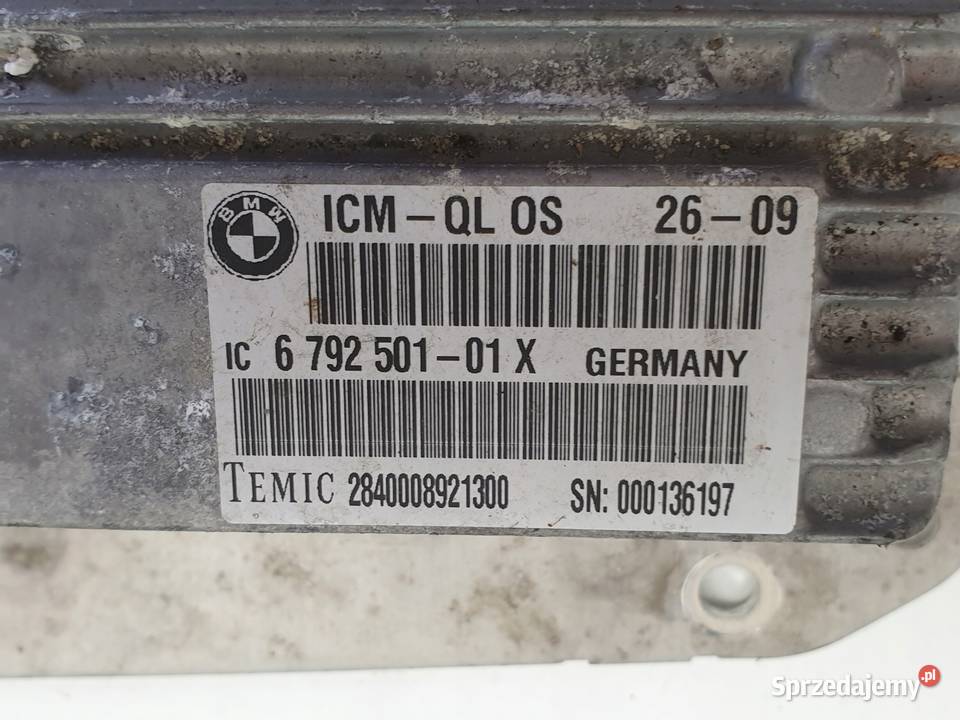 BMW
ICM-QL OS 26-09
IC 6 792 501-01 X GERMANY
TEMIC 2840008921300 SN: 000136197
Sprzedajemy.pl